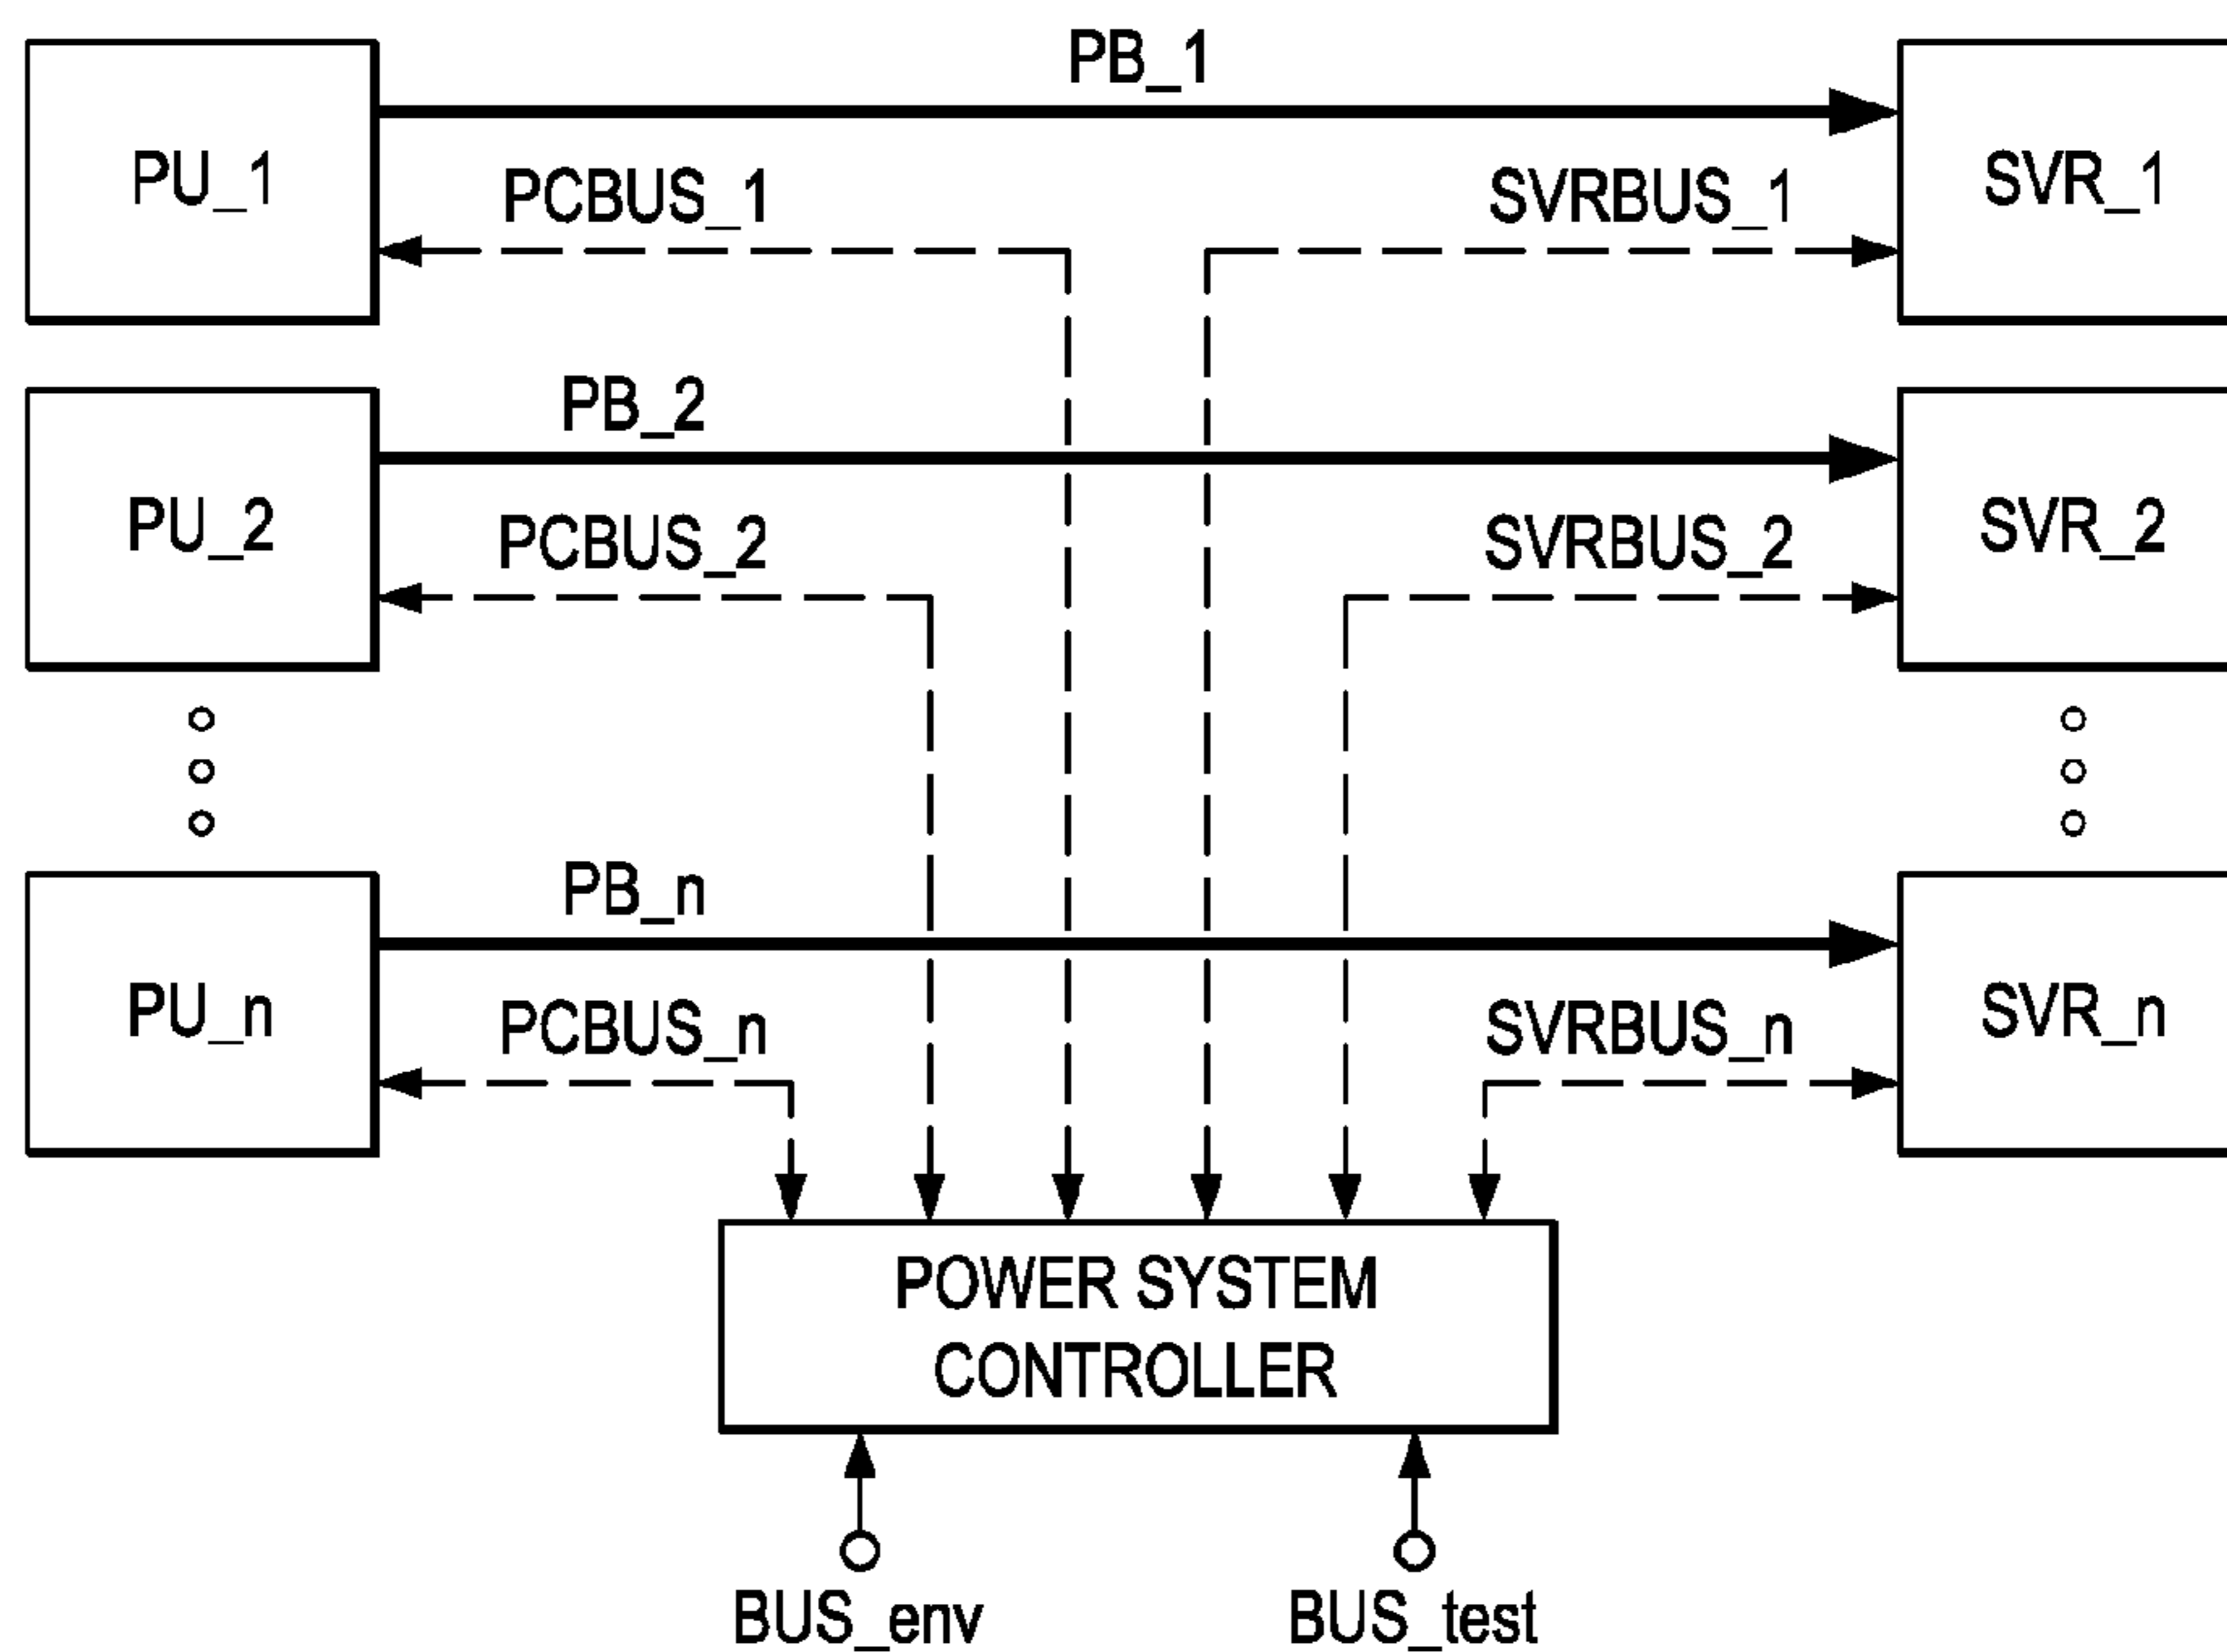 PB_1
PU_1
PCBUS_1
SVRBUS_1
SVR_1
PB_2
PU_2
PCBUS_2
SVRBUS_2
SVR_2
PB_n
PU_n
PCBUS_n
SVRBUS_n
SVR_n
POWER SYSTEM
CONTROLLER
BUS_env
BUS_test